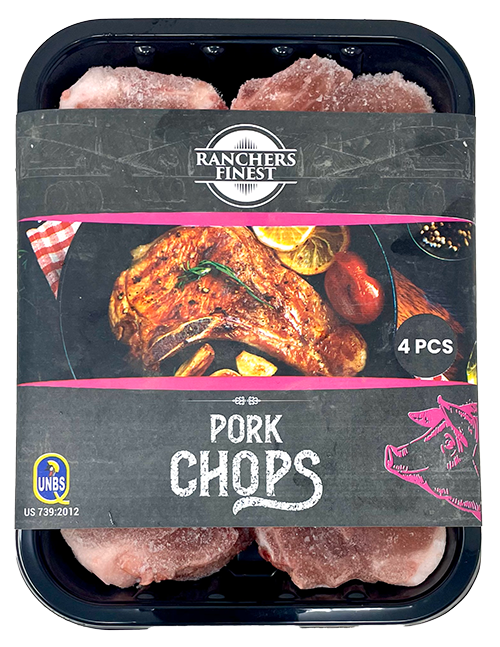 RANCHERS
FINEST
4 PCS
PORK
CHOPS
UNBS
US 739:2012